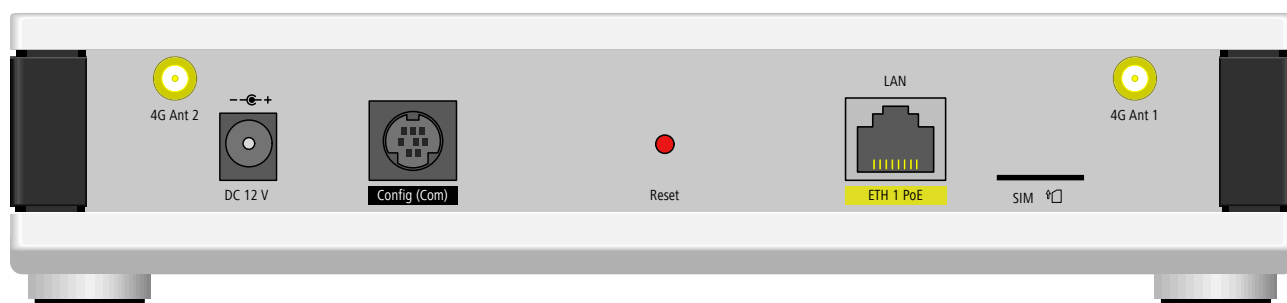 4G Ant 2
DC 12 V
Config (Com)
Reset
LAN
ETH 1 PoE
SIM
4G Ant 1